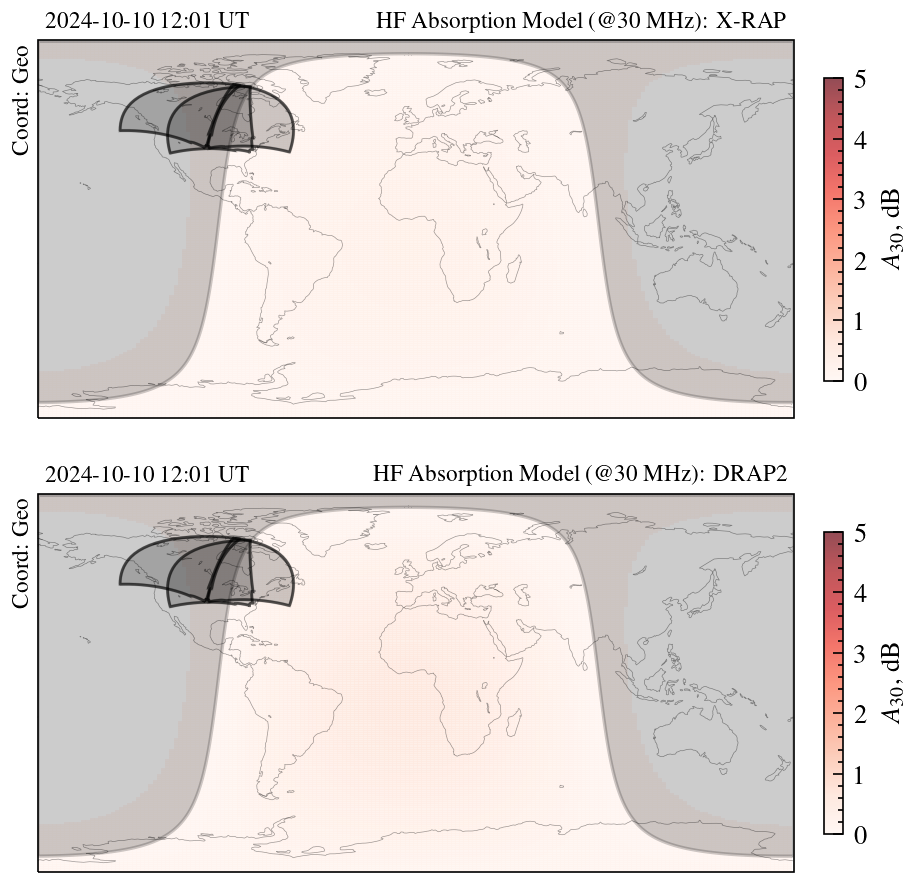 2024-10-10 12:01 UT
HF Absorption Model (@30 MHz): X-RAP
Coord: Geo
5
4
3
2
1
0
A30, dB
2024-10-10 12:01 UT
HF Absorption Model (@30 MHz): DRAP2
Coord: Geo
5
4
3
2
1
0
A30, dB